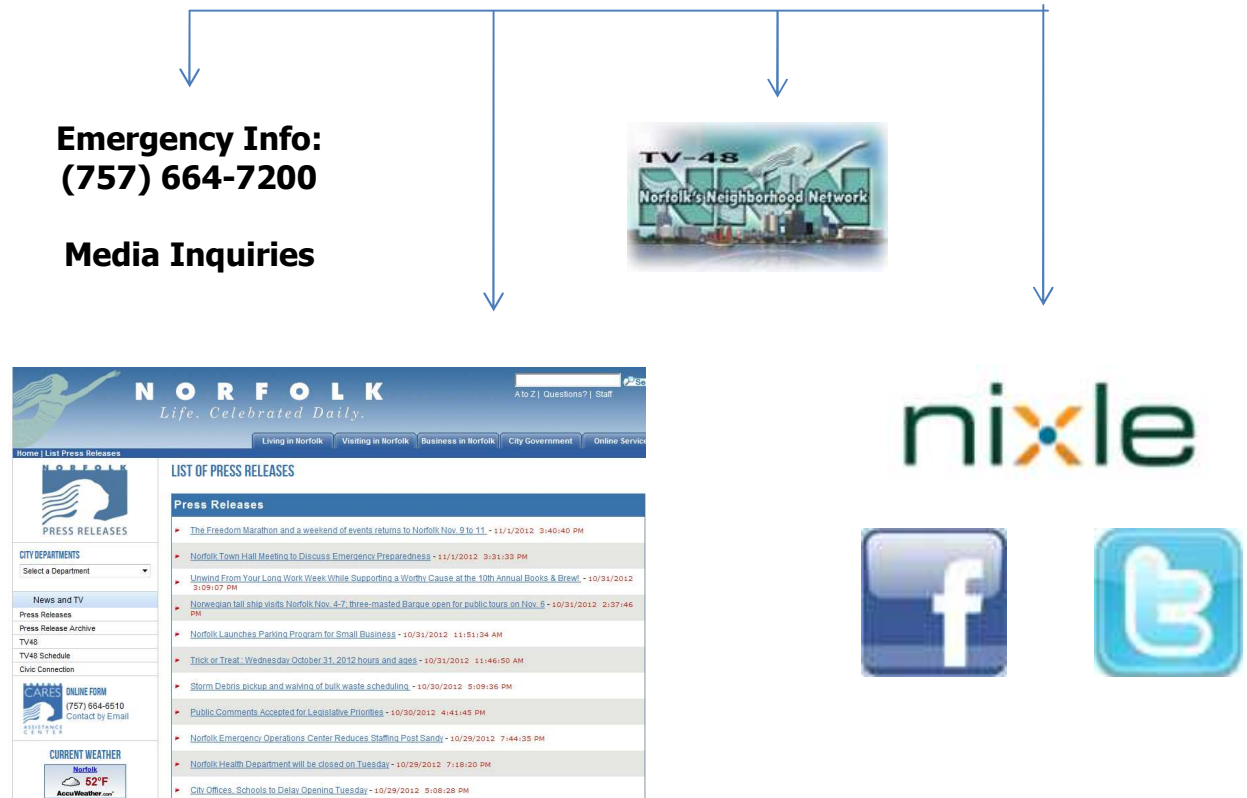 Emergency Info:
(757) 664-7200
Media Inquiries
TV-48
NNN
Norfolk's Neighborhood Network
NORFOLK
Life. Celebrated Daily.
Se
A to Z | Questions? | Staff
Living in Norfolk
Visiting in Norfolk
Business in Norfolk
City Government
Online Service
Home | List Press Releases
NORFOLK
PRESS RELEASES
CITY DEPARTMENTS
Select a Department
News and TV
Press Releases
Press Release Archive
TV48
TV48 Schedule
Civic Connection
CARES
ASSISTANCE
CENTER
ONLINE FORM
(757) 664-6510
Contact by Email
CURRENT WEATHER
Norfolk
52°F
AccuWeather.com
LIST OF PRESS RELEASES
Press Releases
The Freedom Marathon and a weekend of events returns to Norfolk Nov. 9 to 11 - 11/1/2012 3:40:40 PM
Norfolk Town Hall Meeting to Discuss Emergency Preparedness - 11/1/2012 3:31:33 PM
Unwind From Your Long Work Week While Supporting a Worthy Cause at the 10th Annual Books & Brew! - 10/31/2012
3:09:07 PM
Norwegian tall ship visits Norfolk Nov. 4-7; three-masted Barque open for public tours on Nov. 6 - 10/31/2012 2:37:46
PM
Norfolk Launches Parking Program for Small Business - 10/31/2012 11:51:34 AM
Trick or Treat : Wednesday October 31, 2012 hours and ages - 10/31/2012 11:46:50 AM
Storm Debris pickup and waiving of bulk waste scheduling - 10/30/2012 5:09:36 PM
Public Comments Accepted for Legislative Priorities - 10/30/2012 4:41:45 PM
Norfolk Emergency Operations Center Reduces Staffing Post Sandy - 10/29/2012 7:44:35 PM
Norfolk Health Department will be closed on Tuesday - 10/29/2012 7:18:20 PM
City Offices, Schools to Delay Opening Tuesday - 10/29/2012 5:08:28 PM
nixle
f
t